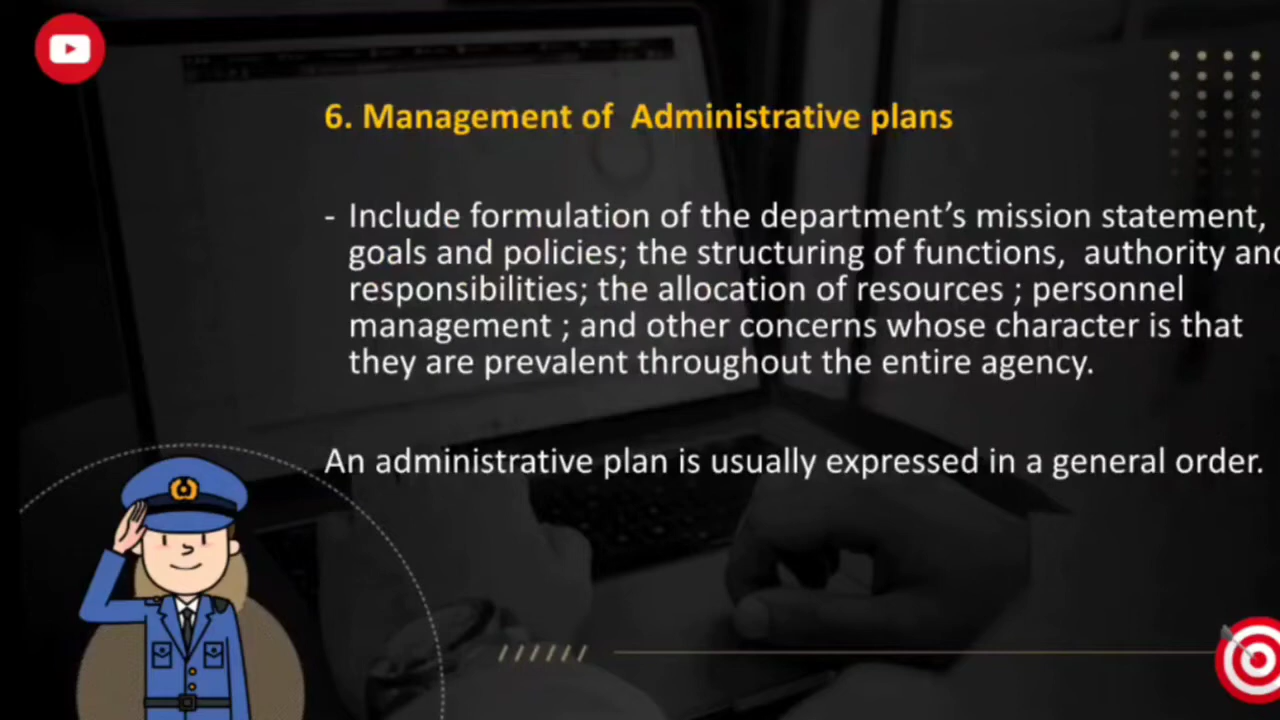 6. Management of Administrative plans
- Include formulation of the department’s mission statement,
goals and policies; the structuring of functions, authority and
responsibilities; the allocation of resources ; personnel
management ; and other concerns whose character is that
they are prevalent throughout the entire agency.
An administrative plan is usually expressed in a general order.